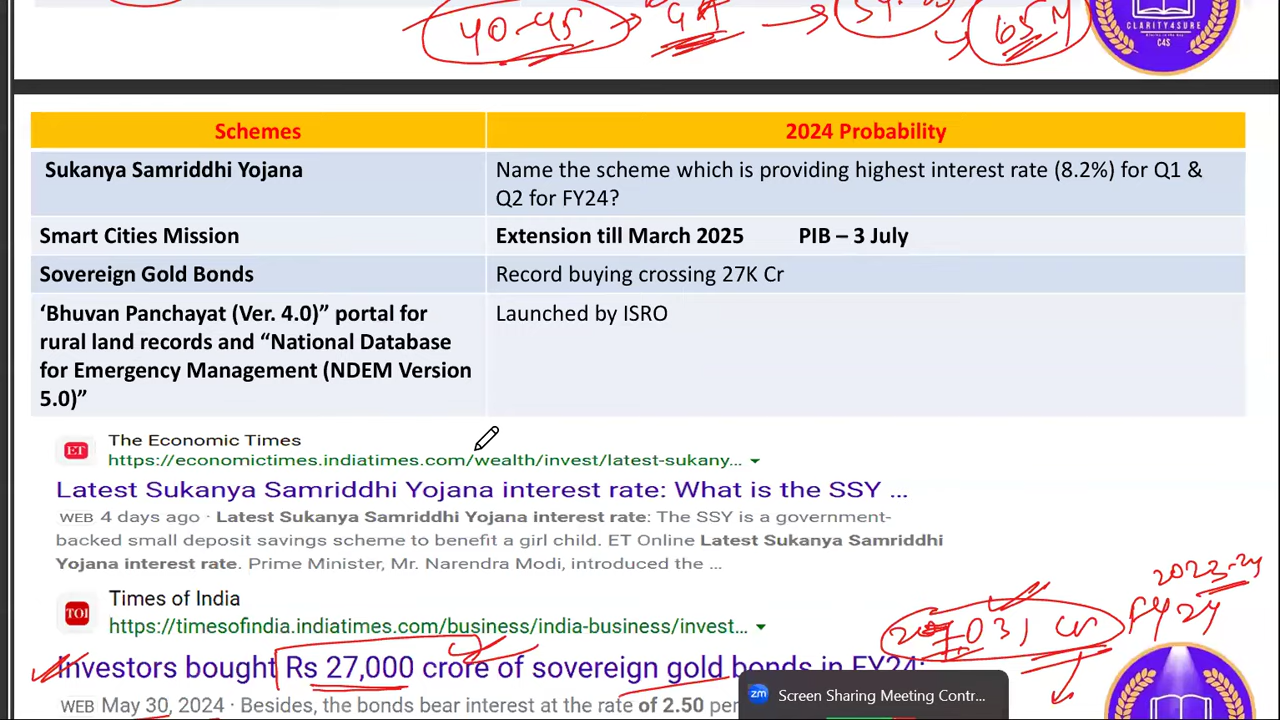 40-45
65
CLARITY4SURE
C4S
Schemes
2024 Probability
Sukanya Samriddhi Yojana
Name the scheme which is providing highest interest rate (8.2%) for Q1 &
Q2 for FY24?
Smart Cities Mission
Extension till March 2025 PIB – 3 July
Sovereign Gold Bonds
Record buying crossing 27K Cr
‘Bhuvan Panchayat (Ver. 4.0)” portal for
rural land records and “National Database
for Emergency Management (NDEM Version
5.0)”
Launched by ISRO
ET
The Economic Times
https://economictimes.indiatimes.com/wealth/invest/latest-sukany...
Latest Sukanya Samriddhi Yojana interest rate: What is the SSY ...
WEB 4 days ago · Latest Sukanya Samriddhi Yojana interest rate: The SSY is a government-
backed small deposit savings scheme to benefit a girl child. ET Online Latest Sukanya Samriddhi
Yojana interest rate. Prime Minister, Mr. Narendra Modi, introduced the ...
2023-24
FY24
TOI
Times of India
https://timesofindia.indiatimes.com/business/india-business/invest...
031 cr
Investors bought Rs 27,000 crore of sovereign gold bonds in FY24:
WEB May 30, 2024 · Besides, the bonds bear interest at the rate of 2.50 per
zm
Screen Sharing Meeting Contr...